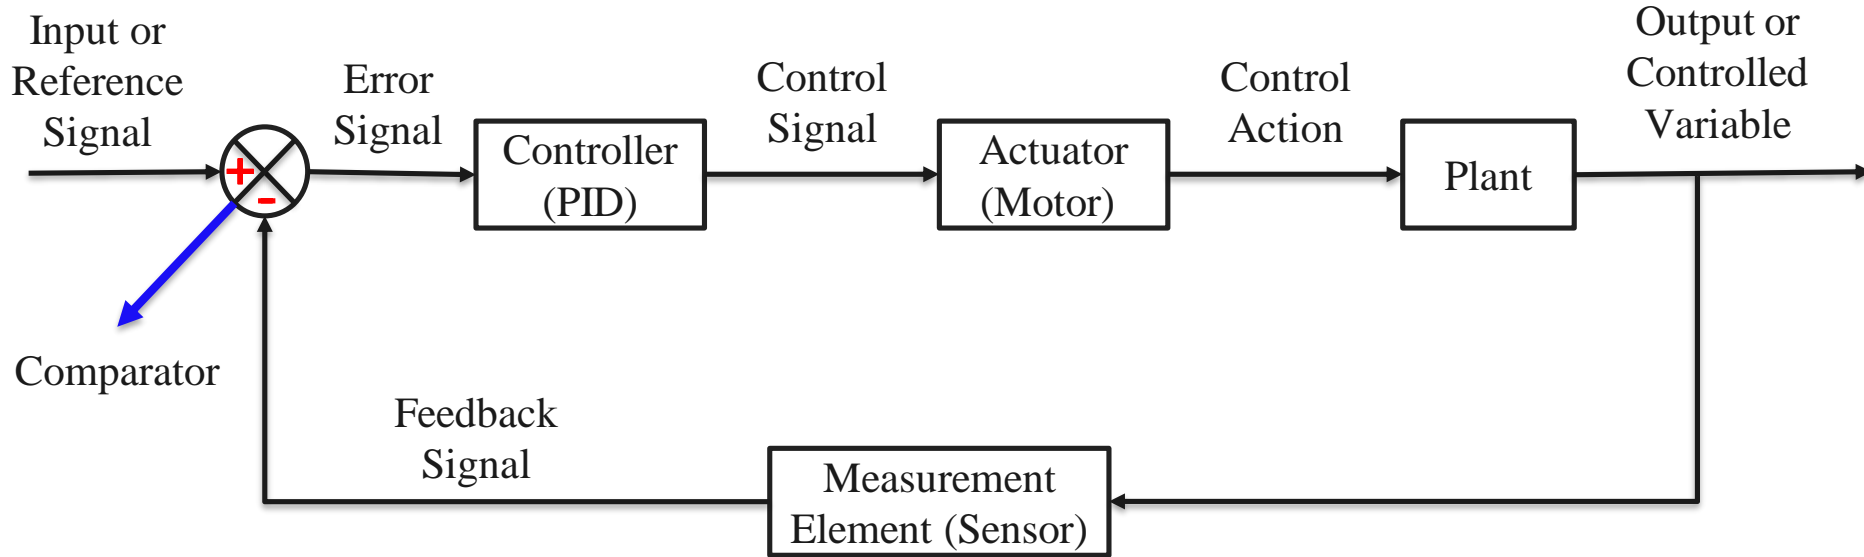 Input or
Reference
Signal
Error
Signal
Control
Signal
Control
Action
Output or
Controlled
Variable
+
-
Controller
(PID)
Actuator
(Motor)
Plant
Comparator
Feedback
Signal
Measurement
Element (Sensor)